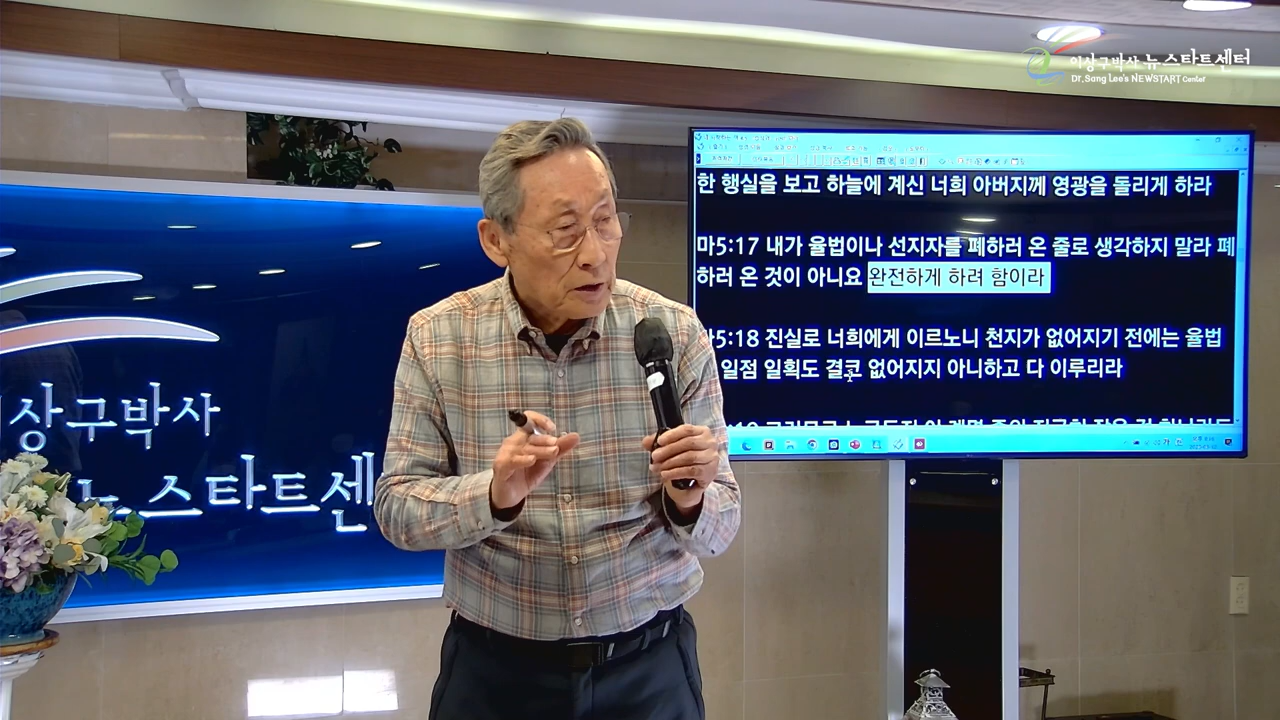 이상구박사 뉴스타트센터
Dr. Sang Lee's NEWSTART Center
한 행실을 보고 하늘에 계신 너희 아버지께 영광을 돌리게 하라
마5:17 내가 율법이나 선지자를 폐하러 온 줄로 생각하지 말라 폐
하러 온 것이 아니요 완전하게 하려 함이라
5:18 진실로 너희에게 이르노니 천지가 없어지기 전에는 율법
일점 일획도 결코 없어지지 아니하고 다 이루리라
상구박사
뉴스타트센